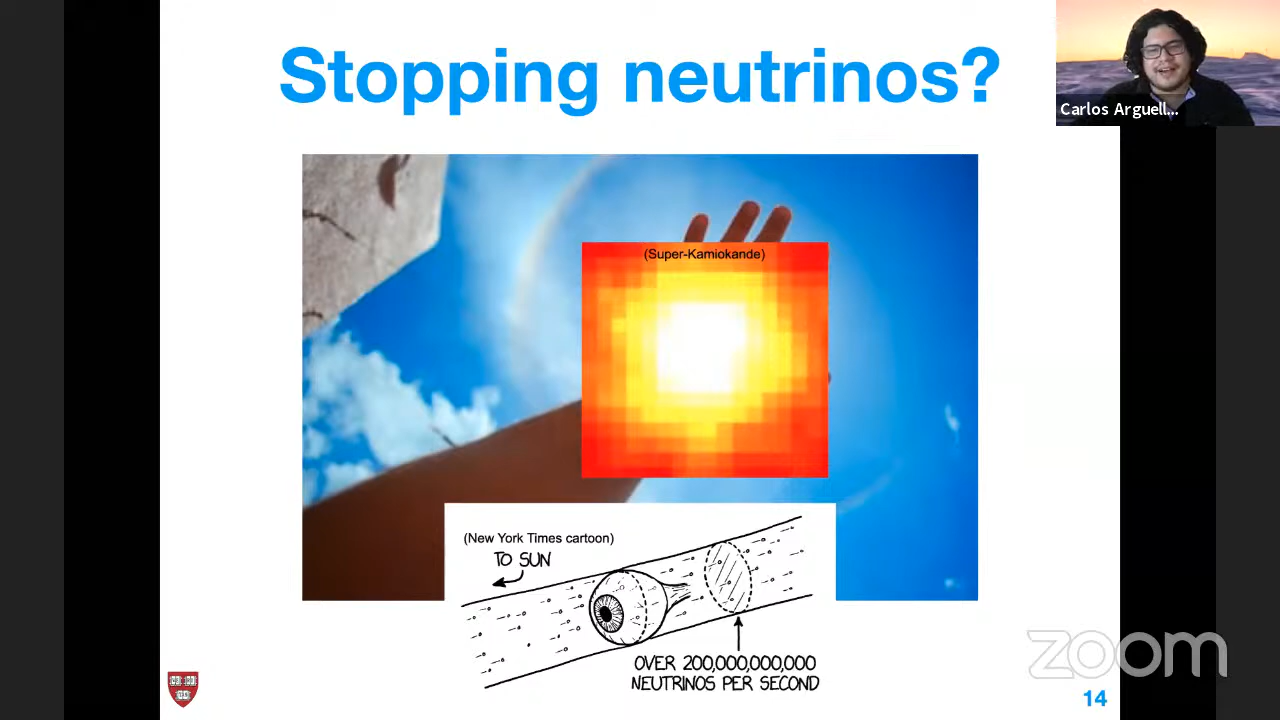 Stopping neutrinos?
Carlos Arguell...
(Super-Kamiokande)
(New York Times cartoon)
TO SUN
OVER 200,000,000,000
NEUTRINOS PER SECOND
zoom
14